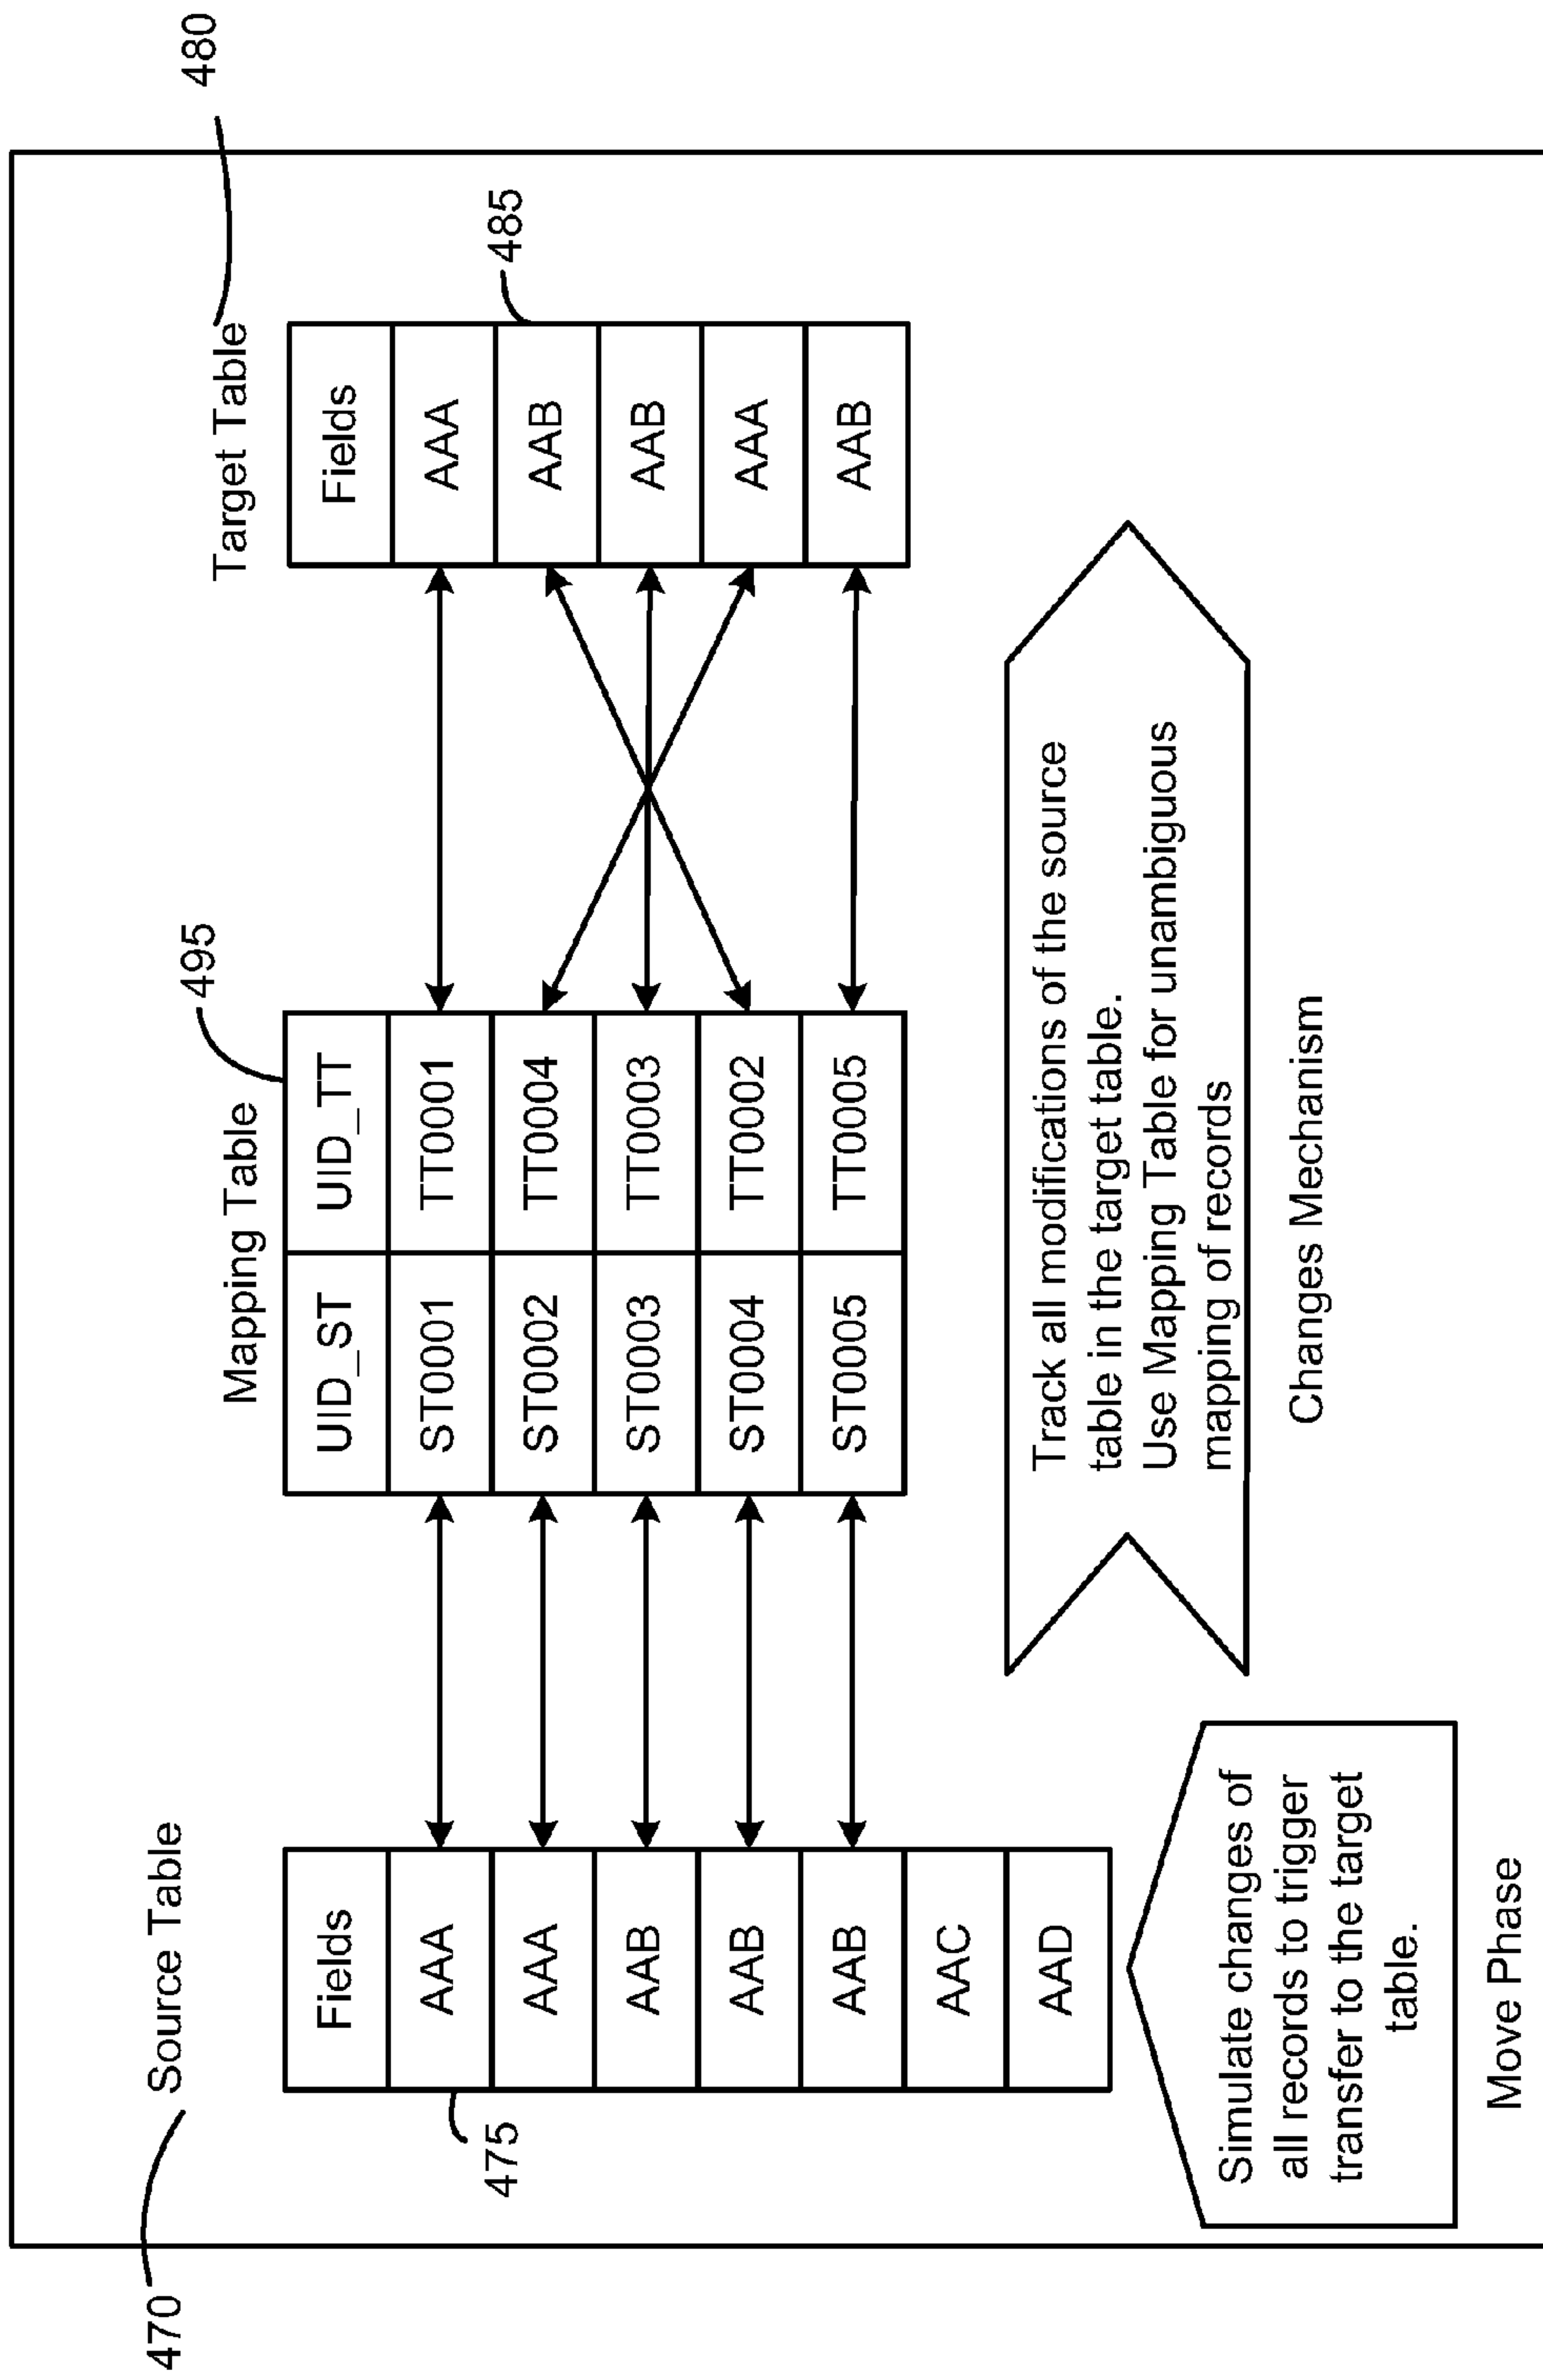 470
Source Table
Mapping Table
495
Target Table
480
475
Fields
AAA
AAA
AAB
AAB
AAB
AAC
AAD
UID_ST UID_TT
ST0001 TT0001
ST0002 TT0004
ST0003 TT0003
ST0004 TT0002
ST0005 TT0005
485
Fields
AAA
AAB
AAB
AAA
AAB
Simulate changes of
all records to trigger
transfer to the target
table.
Move Phase
Track all modifications of the source
table in the target table.
Use Mapping Table for unambiguous
mapping of records
Changes Mechanism